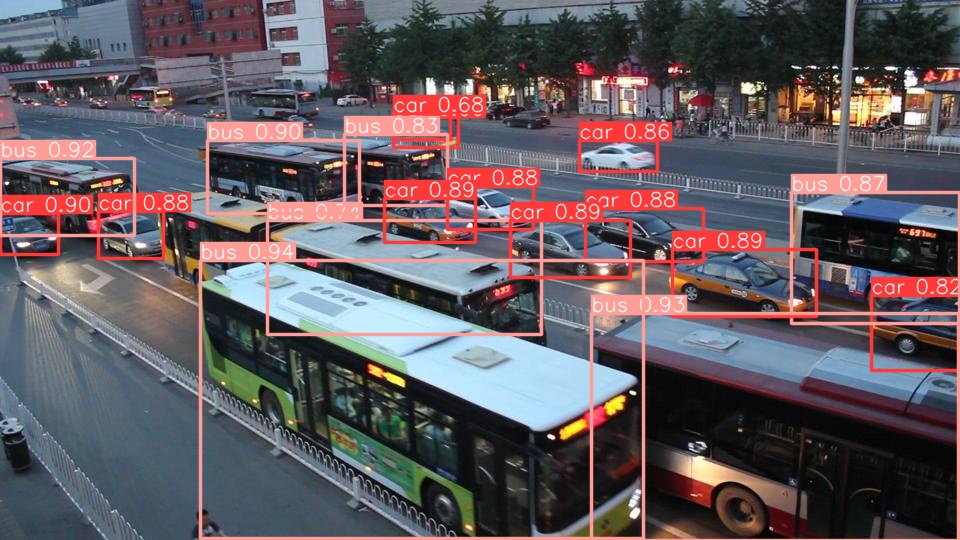 car 0.68
bus 0.90
bus 0.83
car 0.86
bus 0.92
car 0.89
car 0.88
bus 0.87
car 0.90
car 0.88
bus 0.74
car 0.89
car 0.88
691
car 0.89
bus 0.94
car 0.82
bus 0.93